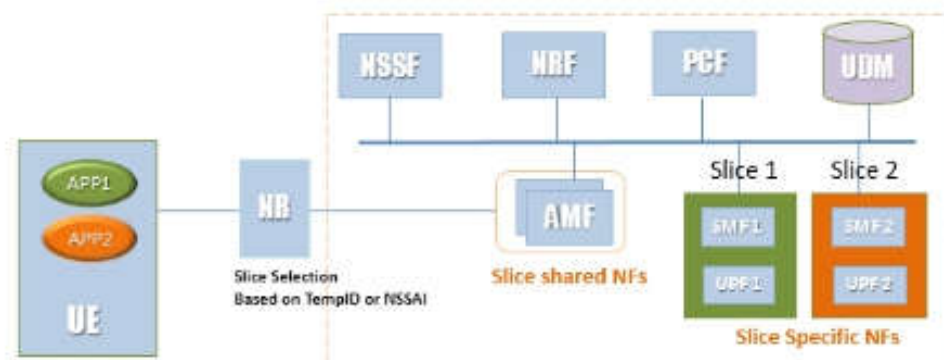 NSSF
NRF
PCF
UDM
APP1
APP2
UE
NR
Slice Selection
Based on TempID or NSSAI
AMF
Slice shared NFs
Slice 1
Slice 2
SMF1
SMF2
UPF1
UPF2
Slice Specific NFs